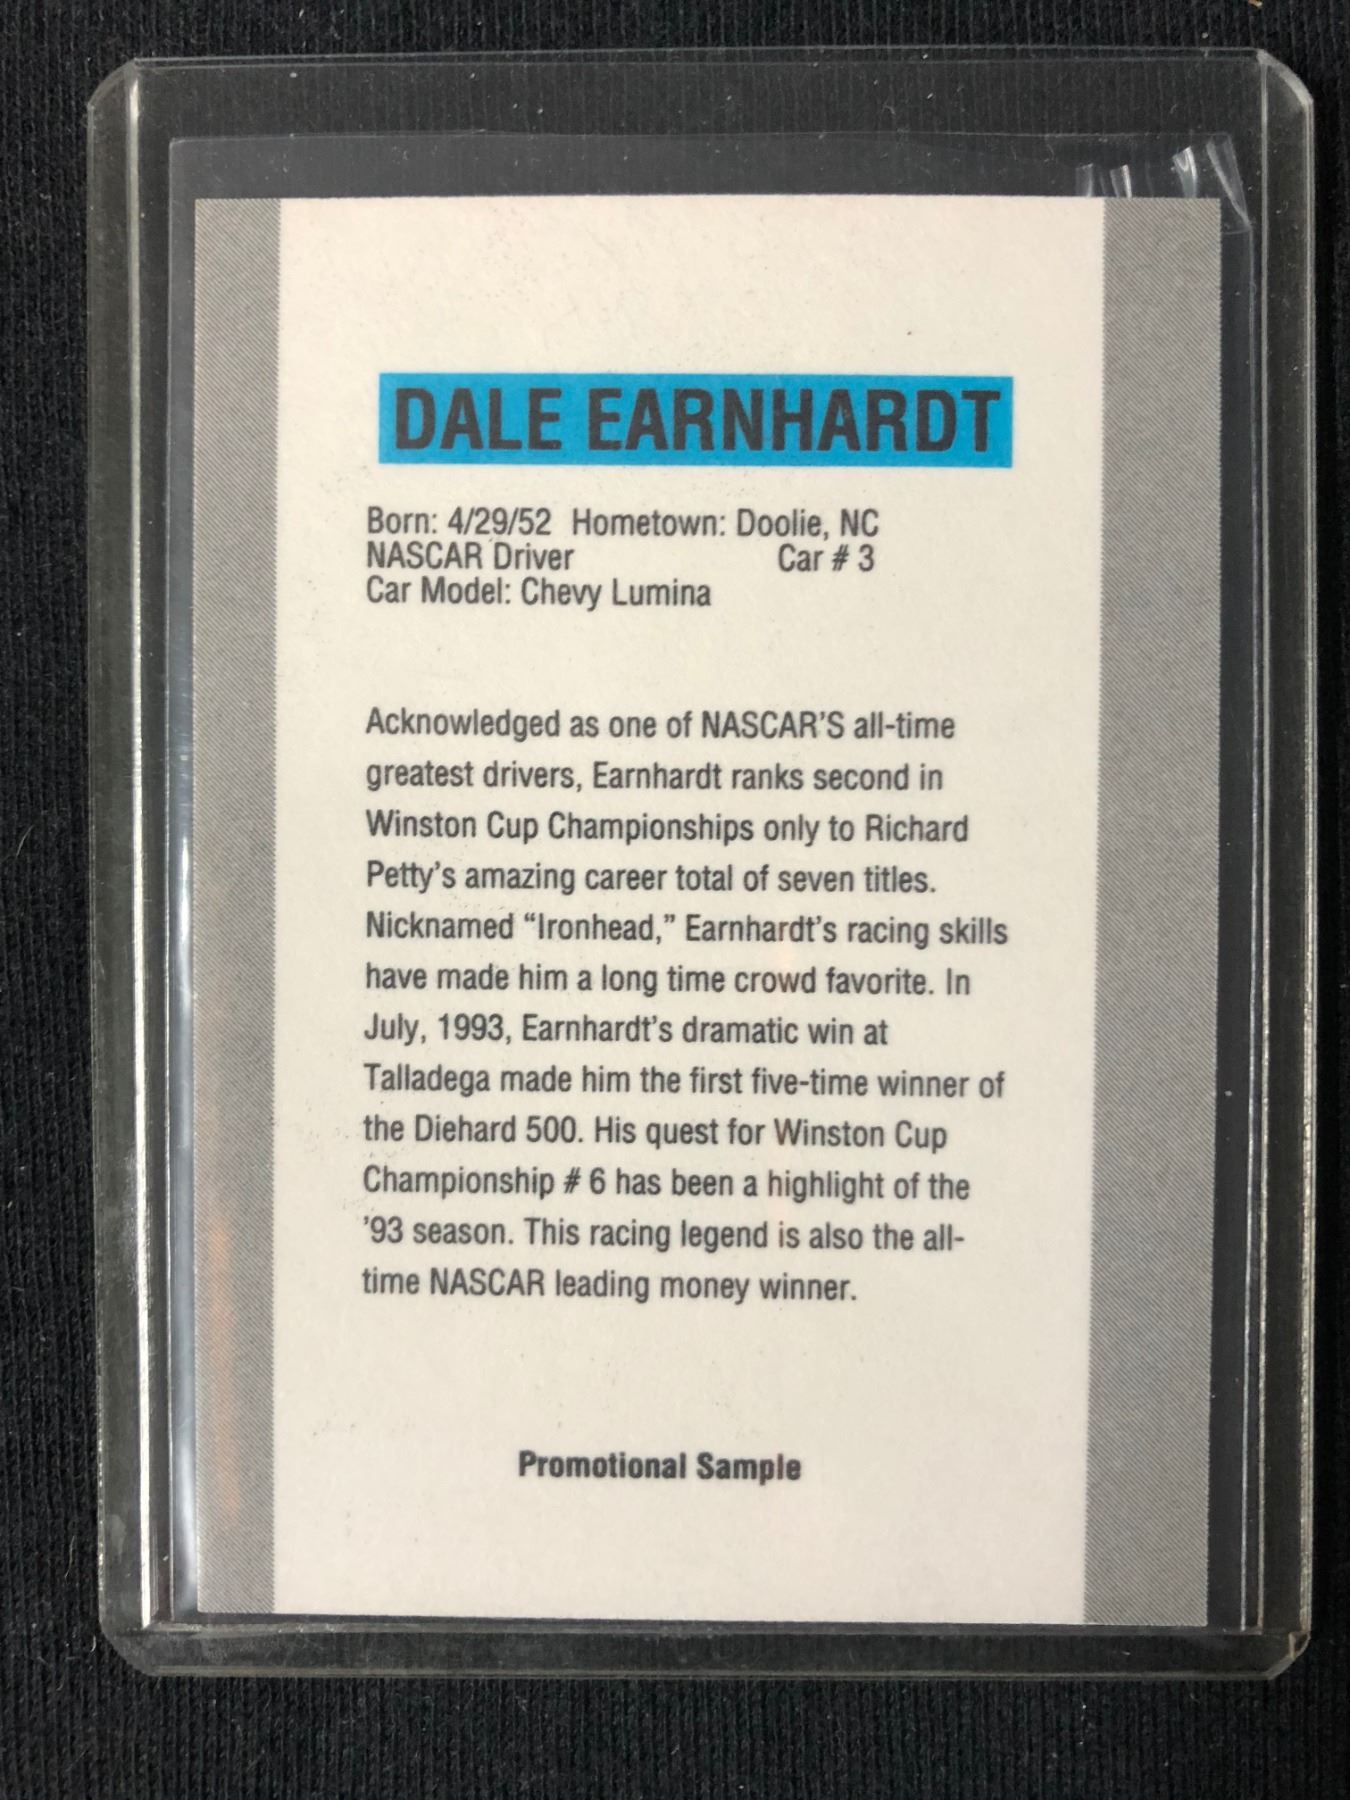 DALE EARNHARDT
Born: 4/29/52 Hometown: Doolie, NC
NASCAR Driver Car # 3
Car Model: Chevy Lumina
Acknowledged as one of NASCAR'S all-time
greatest drivers, Earnhardt ranks second in
Winston Cup Championships only to Richard
Petty's amazing career total of seven titles.
Nicknamed “Ironhead,” Earnhardt's racing skills
have made him a long time crowd favorite. In
July, 1993, Earnhardt's dramatic win at
Talladega made him the first five-time winner of
the Diehard 500. His quest for Winston Cup
Championship # 6 has been a highlight of the
'93 season. This racing legend is also the all-
time NASCAR leading money winner.
Promotional Sample